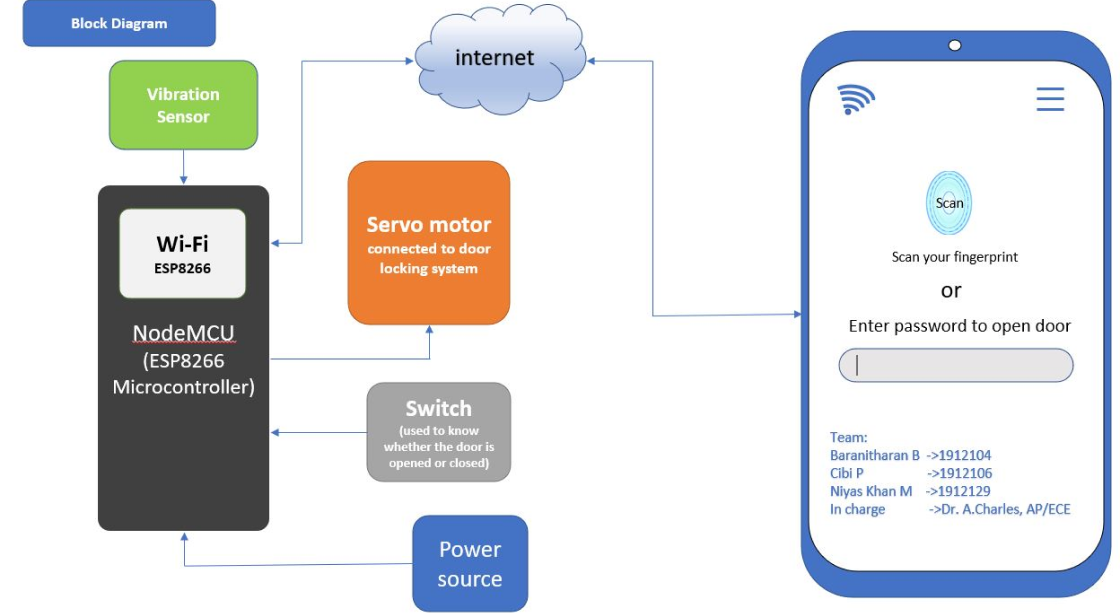 Block Diagram
Vibration
Sensor
internet
Wi-Fi
ESP8266
NodeMCU
(ESP8266
Microcontroller)
Servo motor
connected to door
locking system
Switch
(used to know
whether the door is
opened or closed)
Power
source
Scan
Scan your fingerprint
or
Enter password to open door
Team:
Baranitharan B ->1912104
Cibi P ->1912106
Niyas Khan M ->1912129
In charge ->Dr. A.Charles, AP/ECE